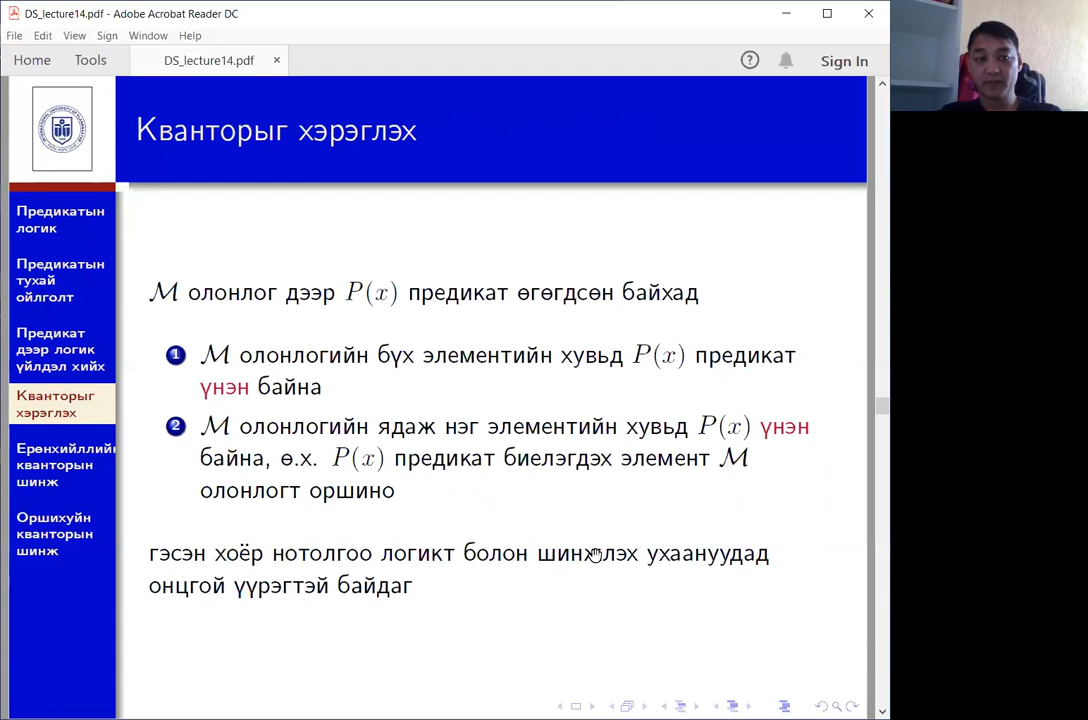 DS_lecture14.pdf - Adobe Acrobat Reader DC
File Edit View Sign Window Help
Home Tools DS_lecture14.pdf × ? Sign In
Кванторыг хэрэглэх
Предикатын
логик
Предикатын
тухай
ойлголт
Предикат
дээр логик
үйлдэл хийх
Кванторыг
хэрэглэх
Ерөнхийллийн
кванторын
шинж
Оршихуйн
кванторын
шинж
ℳ олонлог дээр P(x) предикат өгөгдсөн байхад
1 ℳ олонлогийн бүх элементийн хувьд P(x) предикат
үнэн байна
2 ℳ олонлогийн ядаж нэг элементийн хувьд P(x) үнэн
байна, ө.х. P(x) предикат биелэгдэх элемент ℳ
олонлогт оршино
гэсэн хоёр нотолгоо логикт болон шинжлэх ухаануудад
онцгой үүрэгтэй байдаг